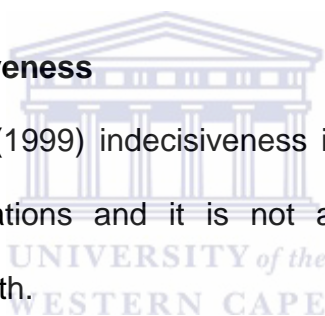 veness
(1999) indecisiveness i
ations and it is not a
UNIVERSITY of the
th.
WESTERN CAPE